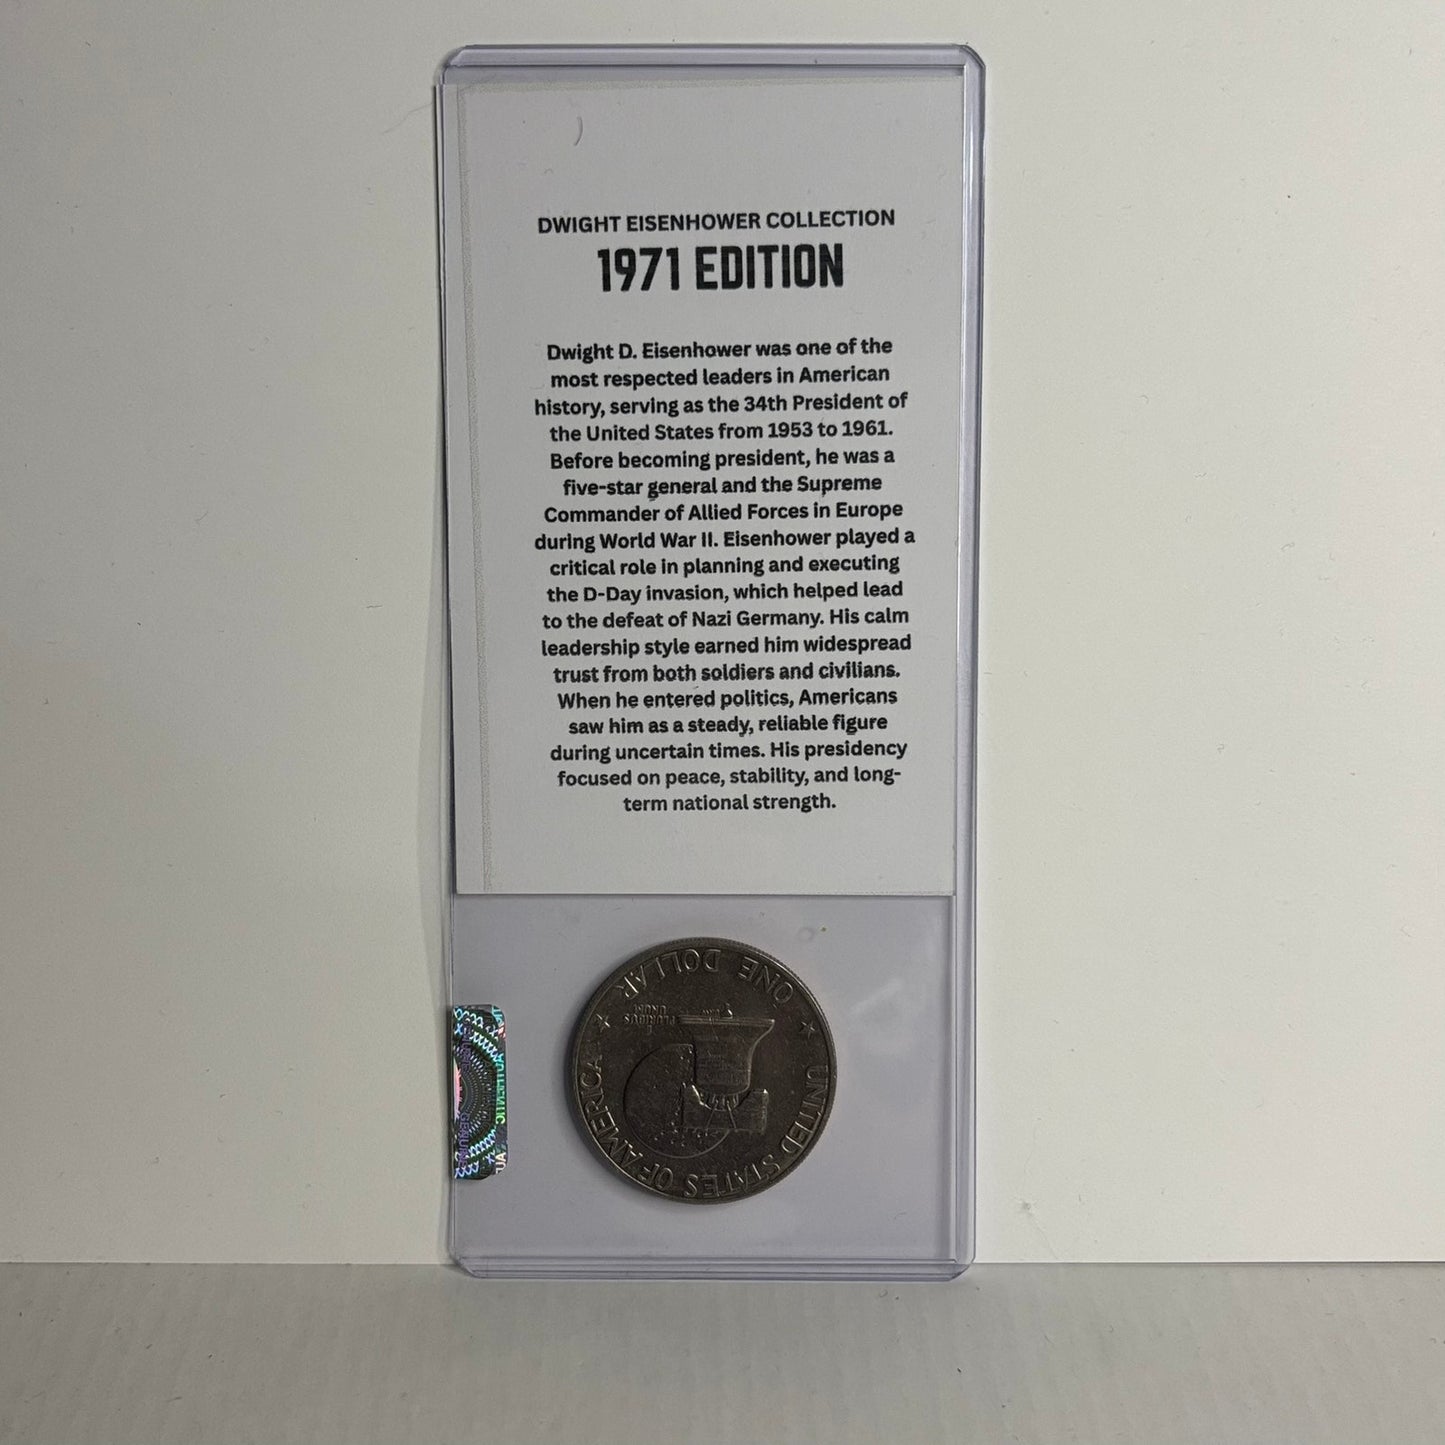 DWIGHT EISENHOWER COLLECTION
1971 EDITION
Dwight D. Eisenhower was one of the
most respected leaders in American
history, serving as the 34th President of
the United States from 1953 to 1961.
Before becoming president, he was a
five-star general and the Supreme
Commander of Allied Forces in Europe
during World War II. Eisenhower played a
critical role in planning and executing
the D-Day invasion, which helped lead
to the defeat of Nazi Germany. His calm
leadership style earned him widespread
trust from both soldiers and civilians.
When he entered politics, Americans
saw him as a steady, reliable figure
during uncertain times. His presidency
focused on peace, stability, and long-
term national strength.
UNITED STATES OF AMERICA
E
PLURIBUS
UNUM
ONE DOLLAR
AUTHENTIC